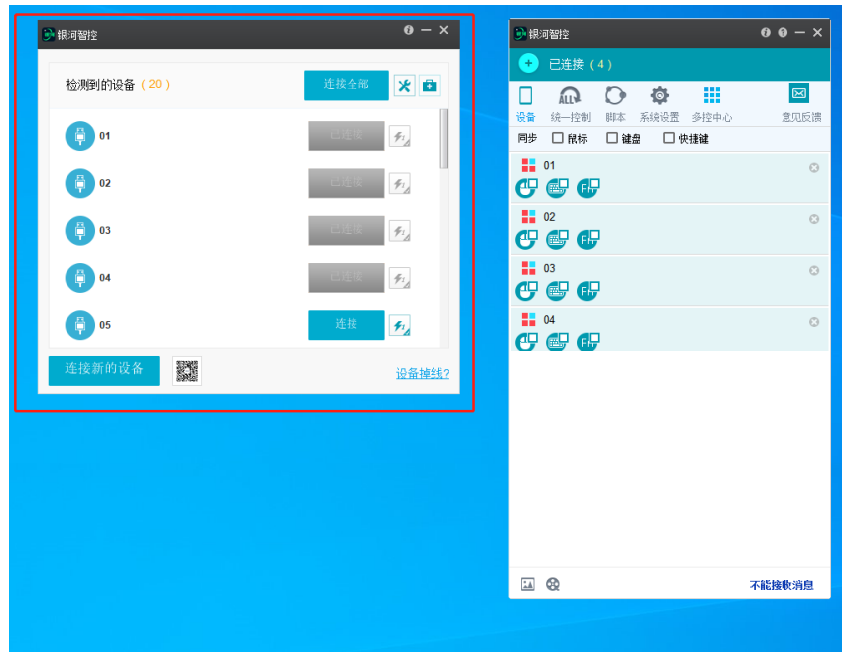 银河智控
检测到的设备（20）
连接全部
01 已连接
02 已连接
03 已连接
04 已连接
05 连接
连接新的设备
设备掉线?
银河智控
已连接（4）
设备 统一控制 脚本 系统设置 多控中心 意见反馈
同步 鼠标 键盘 快捷键
01
02
03
04
不能接收消息